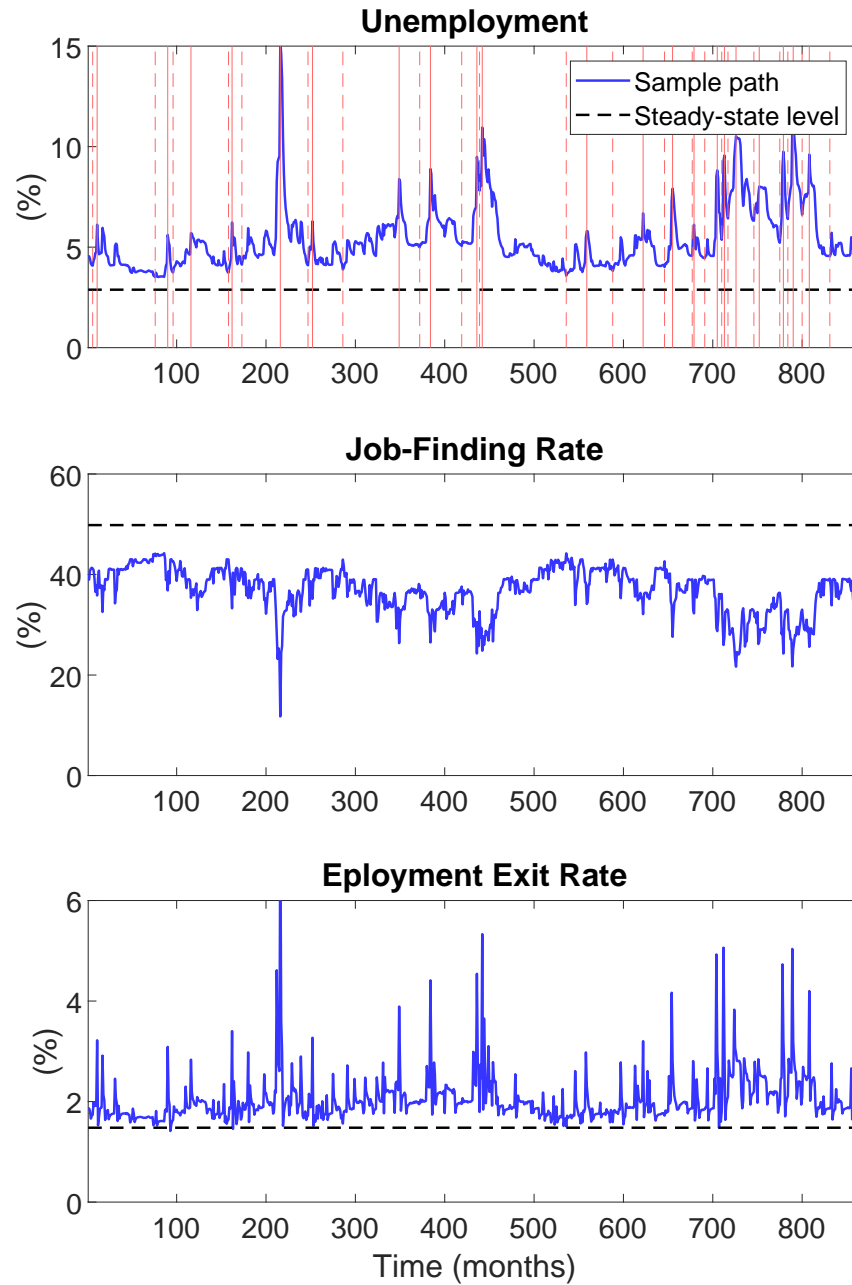 Unemployment
15
10
5
0
(%)
Sample path
Steady-state level
100 200 300 400 500 600 700 800
Job-Finding Rate
60
40
20
0
(%)
100 200 300 400 500 600 700 800
Eployment Exit Rate
6
4
2
0
(%)
100 200 300 400 500 600 700 800
Time (months)